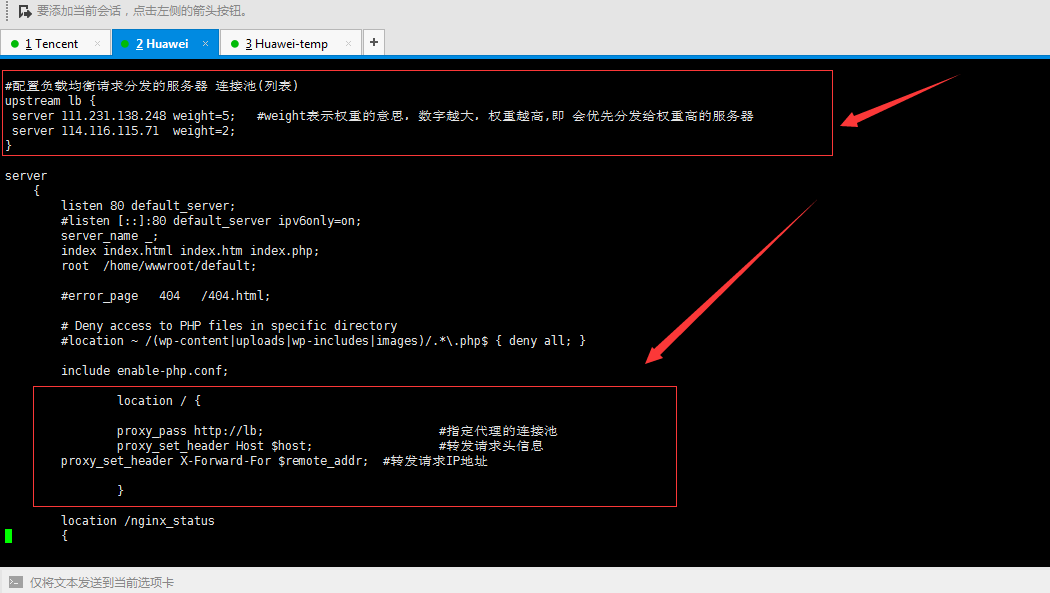 要添加当前会话，点击左侧的箭头按钮。
1 Tencent × 2 Huawei × 3 Huawei-temp × +
#配置负载均衡请求分发的服务器 连接池(列表)
upstream lb {
server 111.231.138.248 weight=5; #weight表示权重的意思, 数字越大, 权重越高,即 会优先分发给权重高的服务器
server 114.116.115.71 weight=2;
}
server
{
listen 80 default_server;
#listen [::]:80 default_server ipv6only=on;
server_name _;
index index.html index.htm index.php;
root /home/wwwroot/default;
#error_page 404 /404.html;
# Deny access to PHP files in specific directory
#location ~ /(wp-content|uploads|wp-includes|images)/.*\.php$ { deny all; }
include enable-php.conf;
location / {
proxy_pass http://lb; #指定代理的连接池
proxy_set_header Host $host; #转发请求头信息
proxy_set_header X-Forward-For $remote_addr; #转发请求IP地址
}
location /nginx_status
{
仅将文本发送到当前选项卡